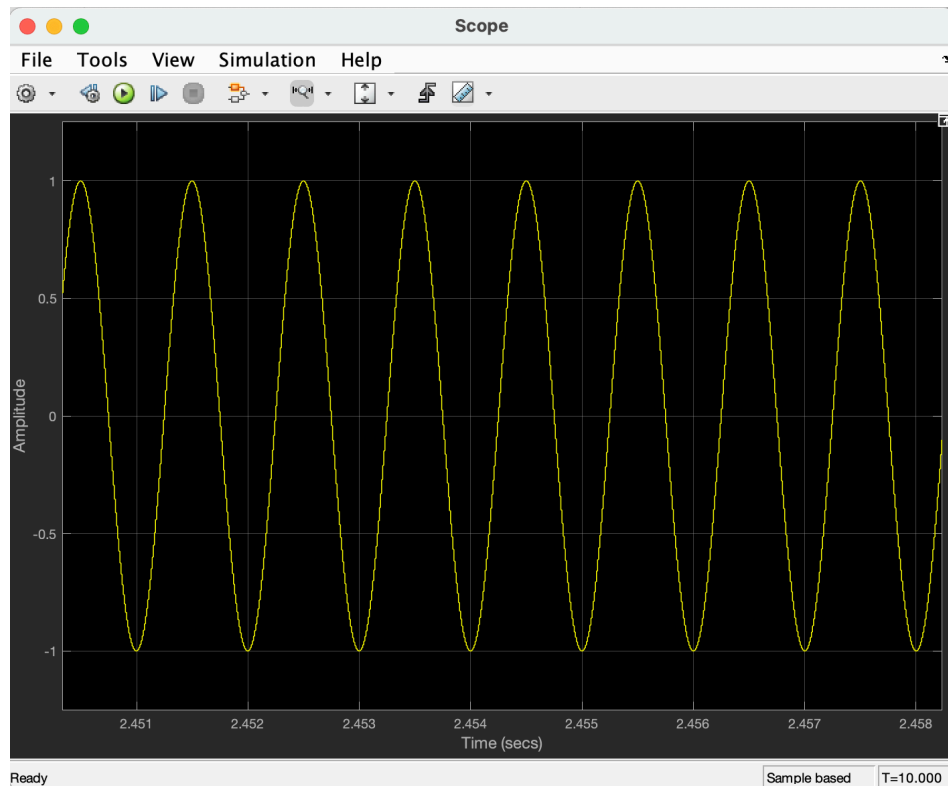 Scope
File Tools View Simulation Help
1
0.5
0
-0.5
-1
Amplitude
2.451 2.452 2.453 2.454 2.455 2.456 2.457 2.458
Time (secs)
Ready Sample based T=10.000